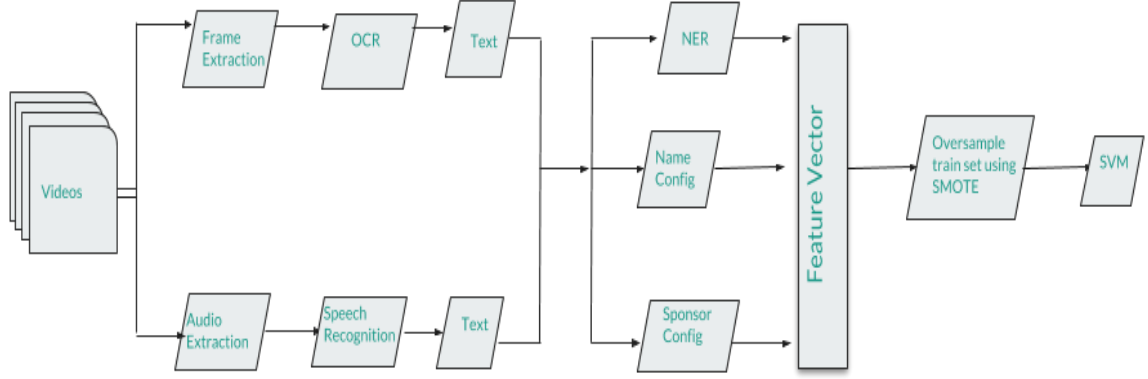 Frame
Extraction
OCR
Text
NER
Videos
Name
Config
Feature Vector
Oversample
train set using
SMOTE
SVM
Audio
Extraction
Speech
Recognition
Text
Sponsor
Config